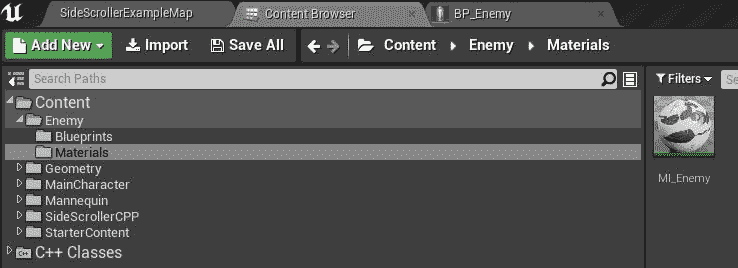 SideScrollerExampleMap Content Browser BP_Enemy
Add New Import Save All Content Enemy Materials
Search Paths Filters Se
Content
Enemy
Blueprints
Materials
Geometry
MainCharacter
Mannequin
SideScrollerCPP
StarterContent
C++ Classes
MI_Enemy